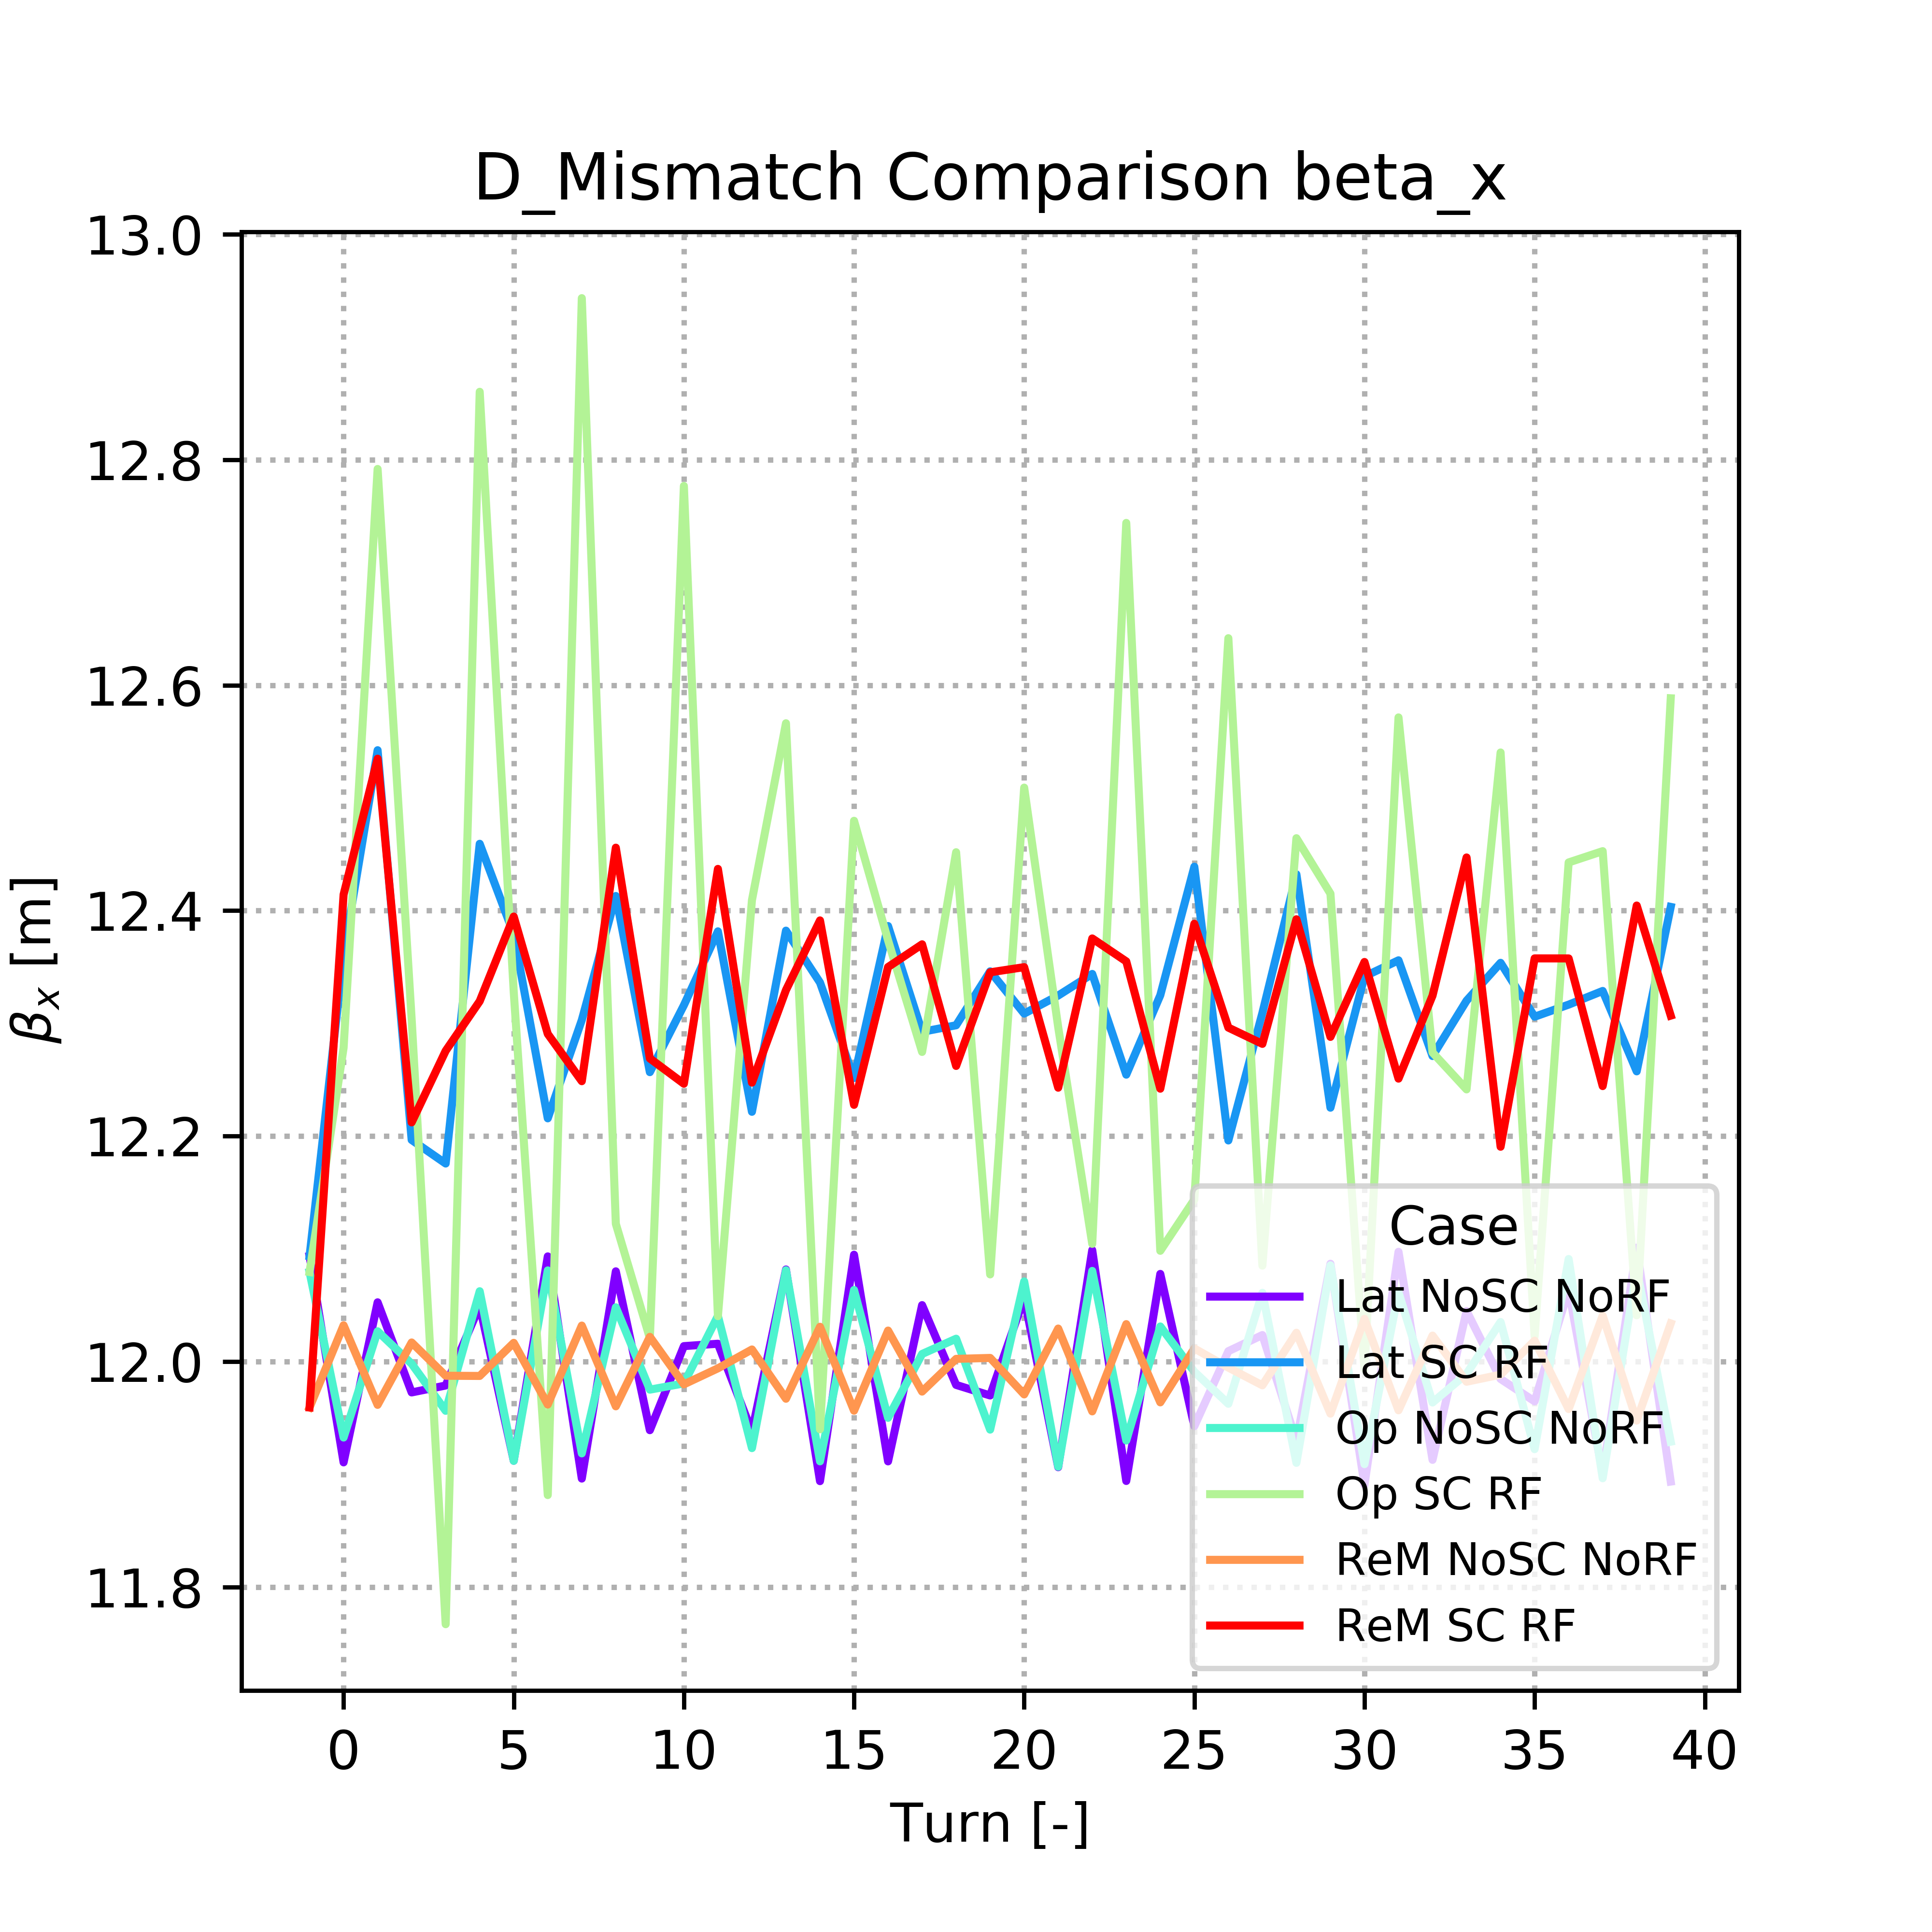 D_Mismatch Comparison beta_x
13.0
12.8
12.6
12.4
12.2
12.0
11.8
βx [m]
Case
Lat NoSC NoRF
Lat SC RF
Op NoSC NoRF
Op SC RF
ReM NoSC NoRF
ReM SC RF
0 5 10 15 20 25 30 35 40
Turn [-]